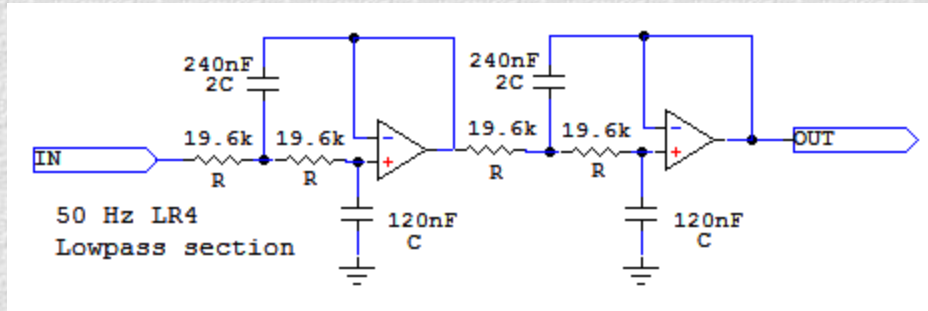 240nF
2C
240nF
2C
19.6k
19.6k
19.6k
19.6k
-
+
-
+
IN
R
R
R
R
OUT
50 Hz LR4
Lowpass section
120nF
C
120nF
C